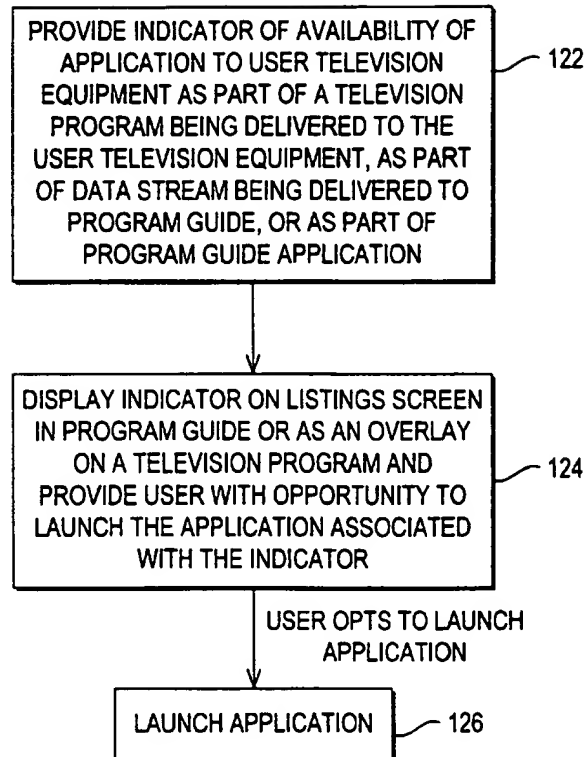 PROVIDE INDICATOR OF AVAILABILITY OF
APPLICATION TO USER TELEVISION
EQUIPMENT AS PART OF A TELEVISION
PROGRAM BEING DELIVERED TO THE
USER TELEVISION EQUIPMENT, AS PART
OF DATA STREAM BEING DELIVERED TO
PROGRAM GUIDE, OR AS PART OF
PROGRAM GUIDE APPLICATION
122
DISPLAY INDICATOR ON LISTINGS SCREEN
IN PROGRAM GUIDE OR AS AN OVERLAY
ON A TELEVISION PROGRAM AND
PROVIDE USER WITH OPPORTUNITY TO
LAUNCH THE APPLICATION ASSOCIATED
WITH THE INDICATOR
124
USER OPTS TO LAUNCH
APPLICATION
LAUNCH APPLICATION
126